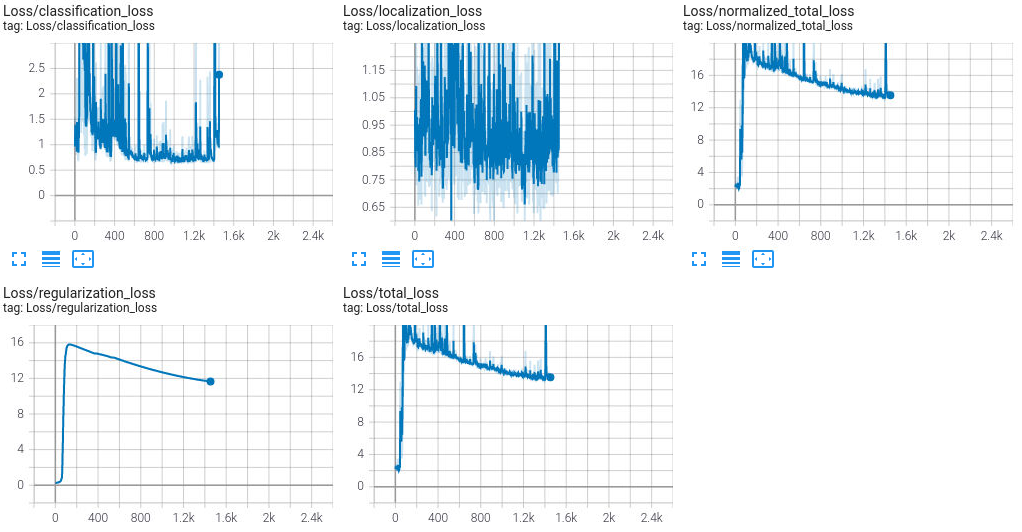 Loss/classification_loss
tag: Loss/classification_loss
2.5
2
1.5
1
0.5
0
0 400 800 1.2k 1.6k 2k 2.4k
Loss/localization_loss
tag: Loss/localization_loss
1.15
1.05
0.95
0.85
0.75
0.65
0 400 800 1.2k 1.6k 2k 2.4k
Loss/normalized_total_loss
tag: Loss/normalized_total_loss
16
12
8
4
0
0 400 800 1.2k 1.6k 2k 2.4k
Loss/regularization_loss
tag: Loss/regularization_loss
16
12
8
4
0
0 400 800 1.2k 1.6k 2k 2.4k
Loss/total_loss
tag: Loss/total_loss
16
12
8
4
0
0 400 800 1.2k 1.6k 2k 2.4k